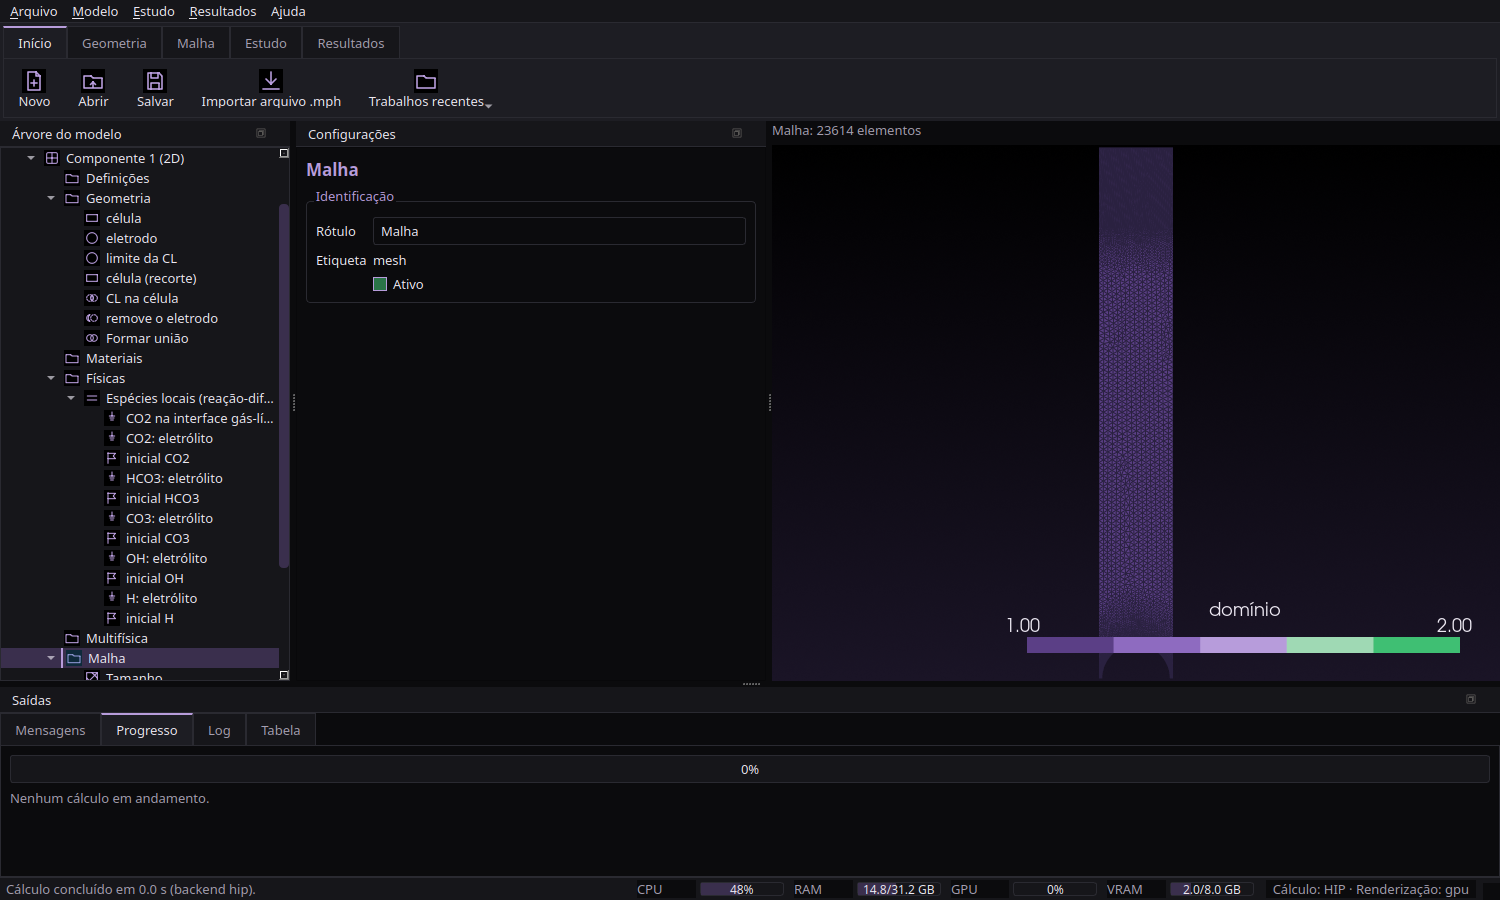 Arquivo Modelo Estudo Resultados Ajuda
Início Geometria Malha Estudo Resultados
Novo Abrir Salvar Importar arquivo .mph Trabalhos recentes
Árvore do modelo
Componente 1 (2D)
Definições
Geometria
célula
eletrodo
limite da CL
célula (recorte)
CL na célula
remove o eletrodo
Formar união
Materiais
Físicas
Espécies locais (reação-dif...
CO2 na interface gás-lí...
CO2: eletrólito
inicial CO2
HCO3: eletrólito
inicial HCO3
CO3: eletrólito
inicial CO3
OH: eletrólito
inicial OH
H: eletrólito
inicial H
Multifísica
Malha
Tamanho
Configurações
Malha
Identificação
Rótulo Malha
Etiqueta mesh
Ativo
Malha: 23614 elementos
domínio
1.00 2.00
Saídas
Mensagens Progresso Log Tabela
0%
Nenhum cálculo em andamento.
Cálculo concluído em 0.0 s (backend hip). CPU 48% RAM 14.8/31.2 GB GPU 0% VRAM 2.0/8.0 GB Cálculo: HIP · Renderização: gpu